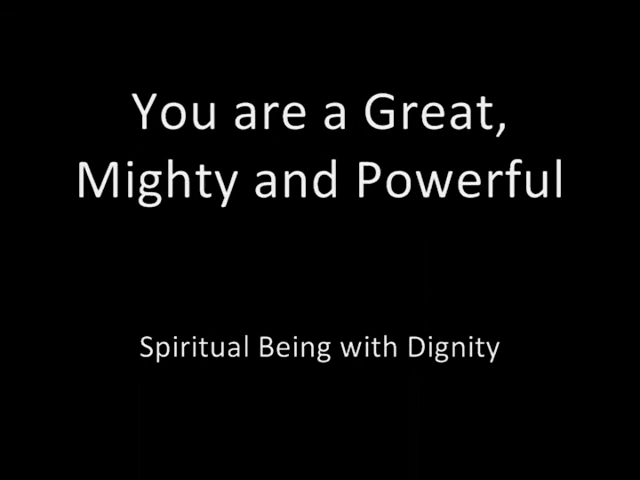 You are a Great,
Mighty and Powerful
Spiritual Being with Dignity